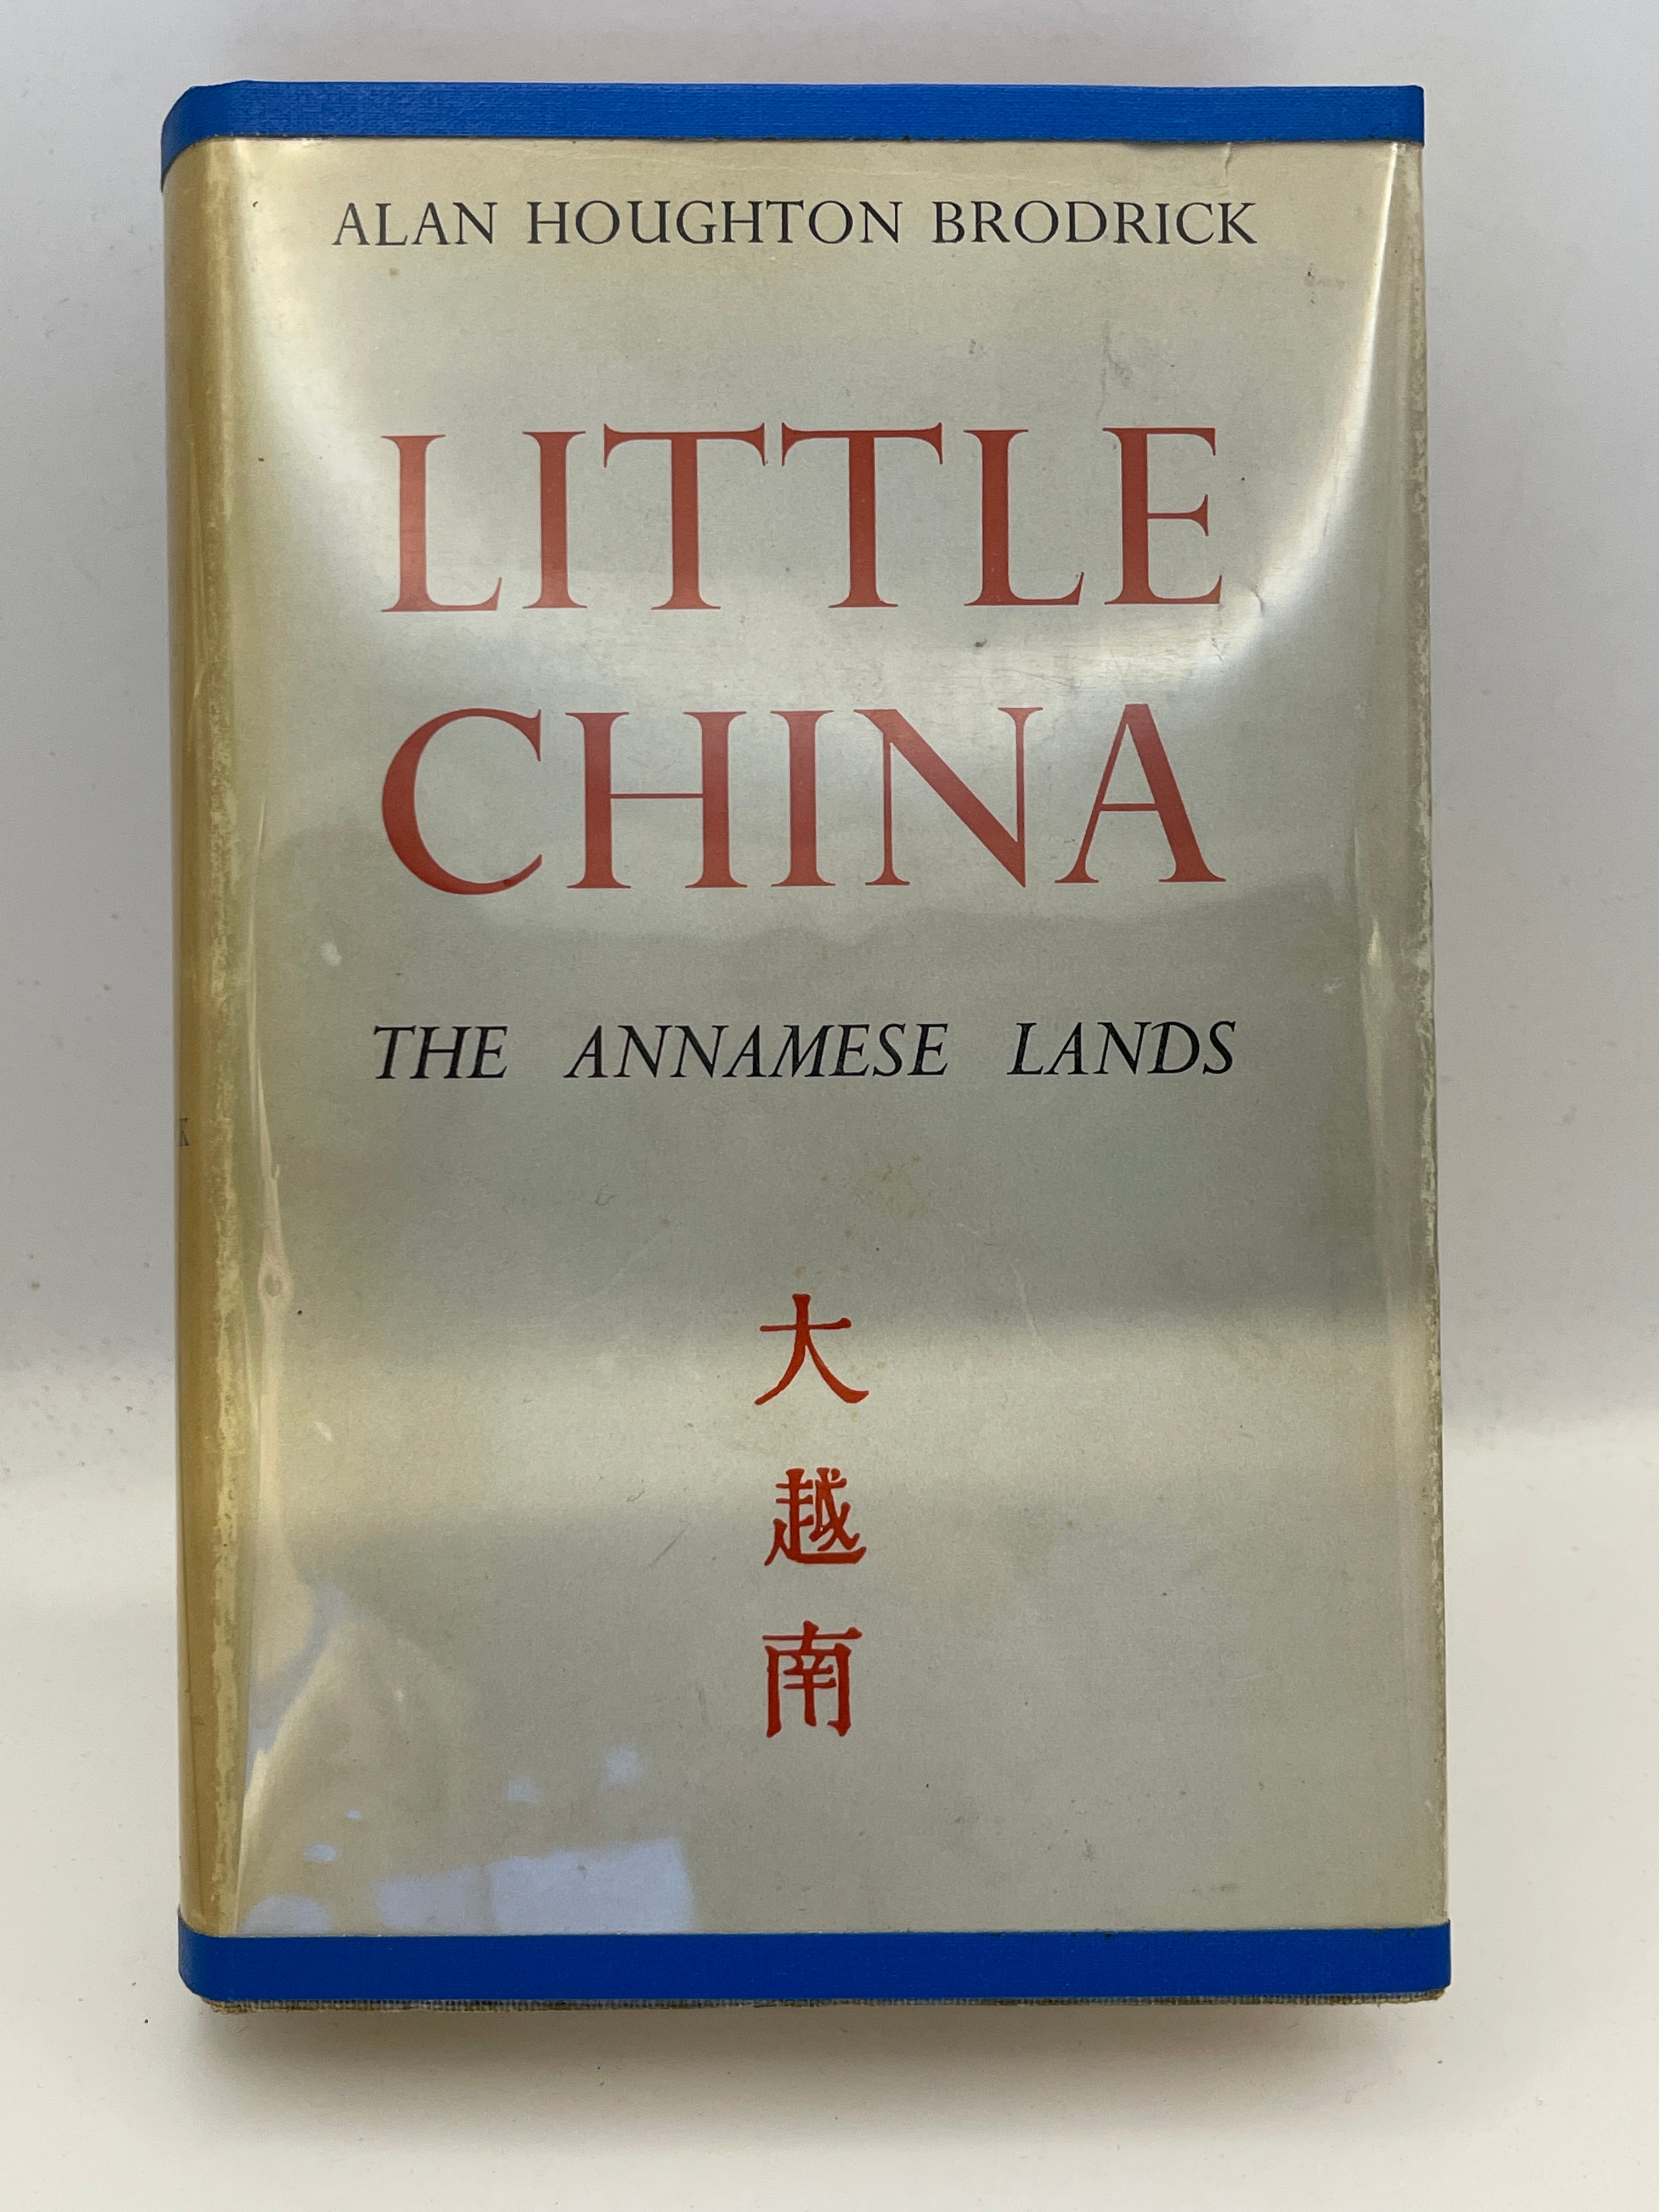 ALAN HOUGHTON BRODRICK
LITTLE
CHINA
THE ANNAMESE LANDS
大
越
南
K